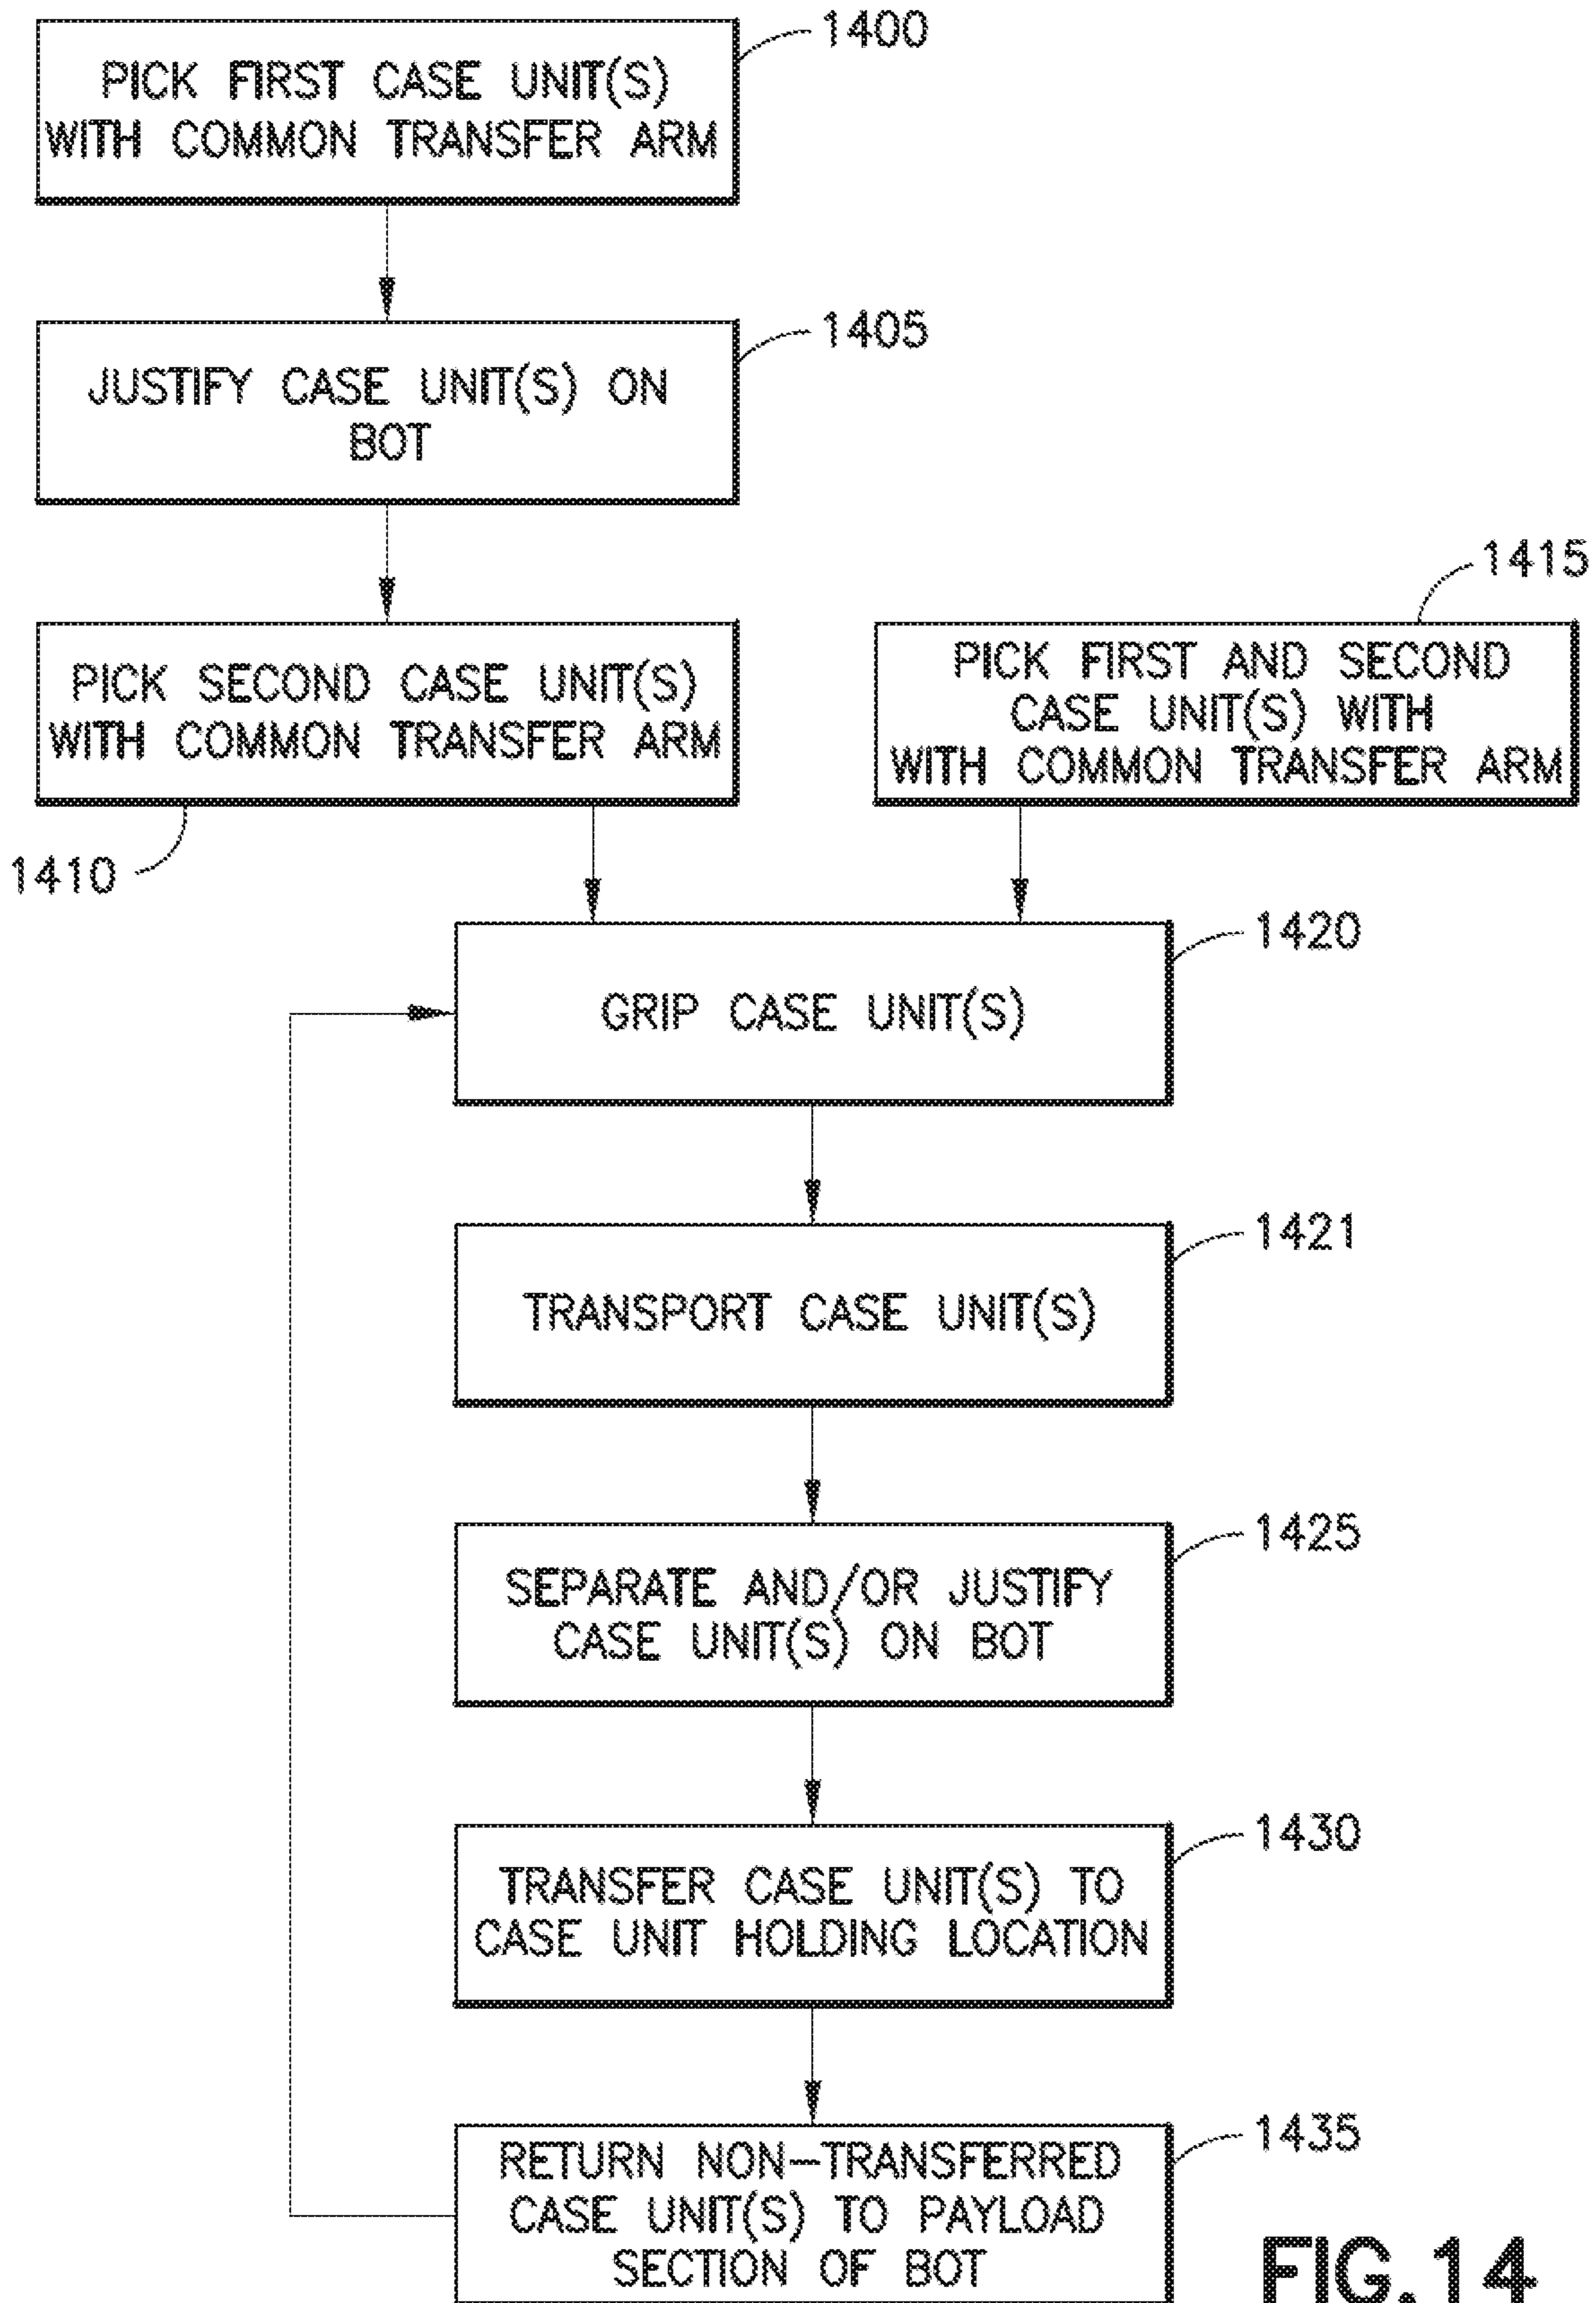 1400
PICK FIRST CASE UNIT(S)
WITH COMMON TRANSFER ARM
1405
JUSTIFY CASE UNIT(S) ON
BOT
PICK SECOND CASE UNIT(S)
WITH COMMON TRANSFER ARM
1410
1415
PICK FIRST AND SECOND
CASE UNIT(S) WITH
WITH COMMON TRANSFER ARM
1420
GRIP CASE UNIT(S)
1421
TRANSPORT CASE UNIT(S)
1425
SEPARATE AND/OR JUSTIFY
CASE UNIT(S) ON BOT
1430
TRANSFER CASE UNIT(S) TO
CASE UNIT HOLDING LOCATION
1435
RETURN NON-TRANSFERRED
CASE UNIT(S) TO PAYLOAD
SECTION OF BOT
FIG.14